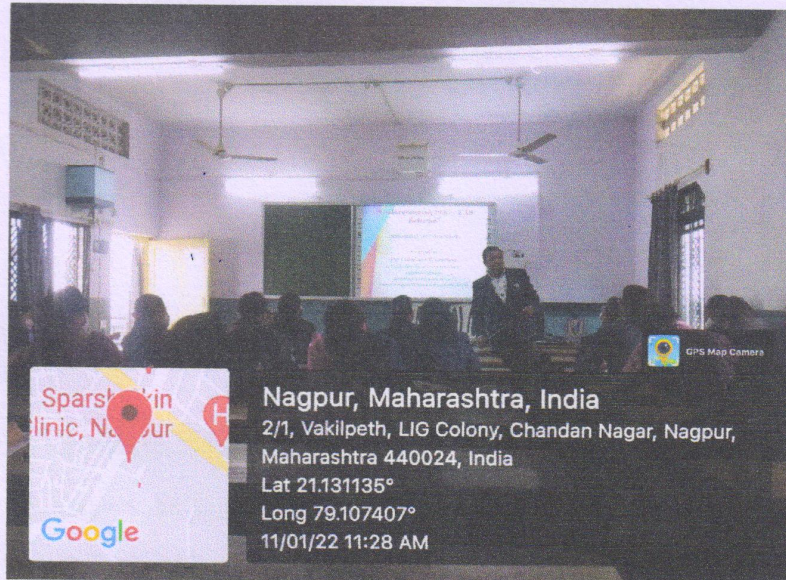 GPS Map Camera
Sparsh Skin
Clinic, Nagpur
H
Google
Nagpur, Maharashtra, India
2/1, Vakilpeth, LIG Colony, Chandan Nagar, Nagpur,
Maharashtra 440024, India
Lat 21.131135°
Long 79.107407°
11/01/22 11:28 AM